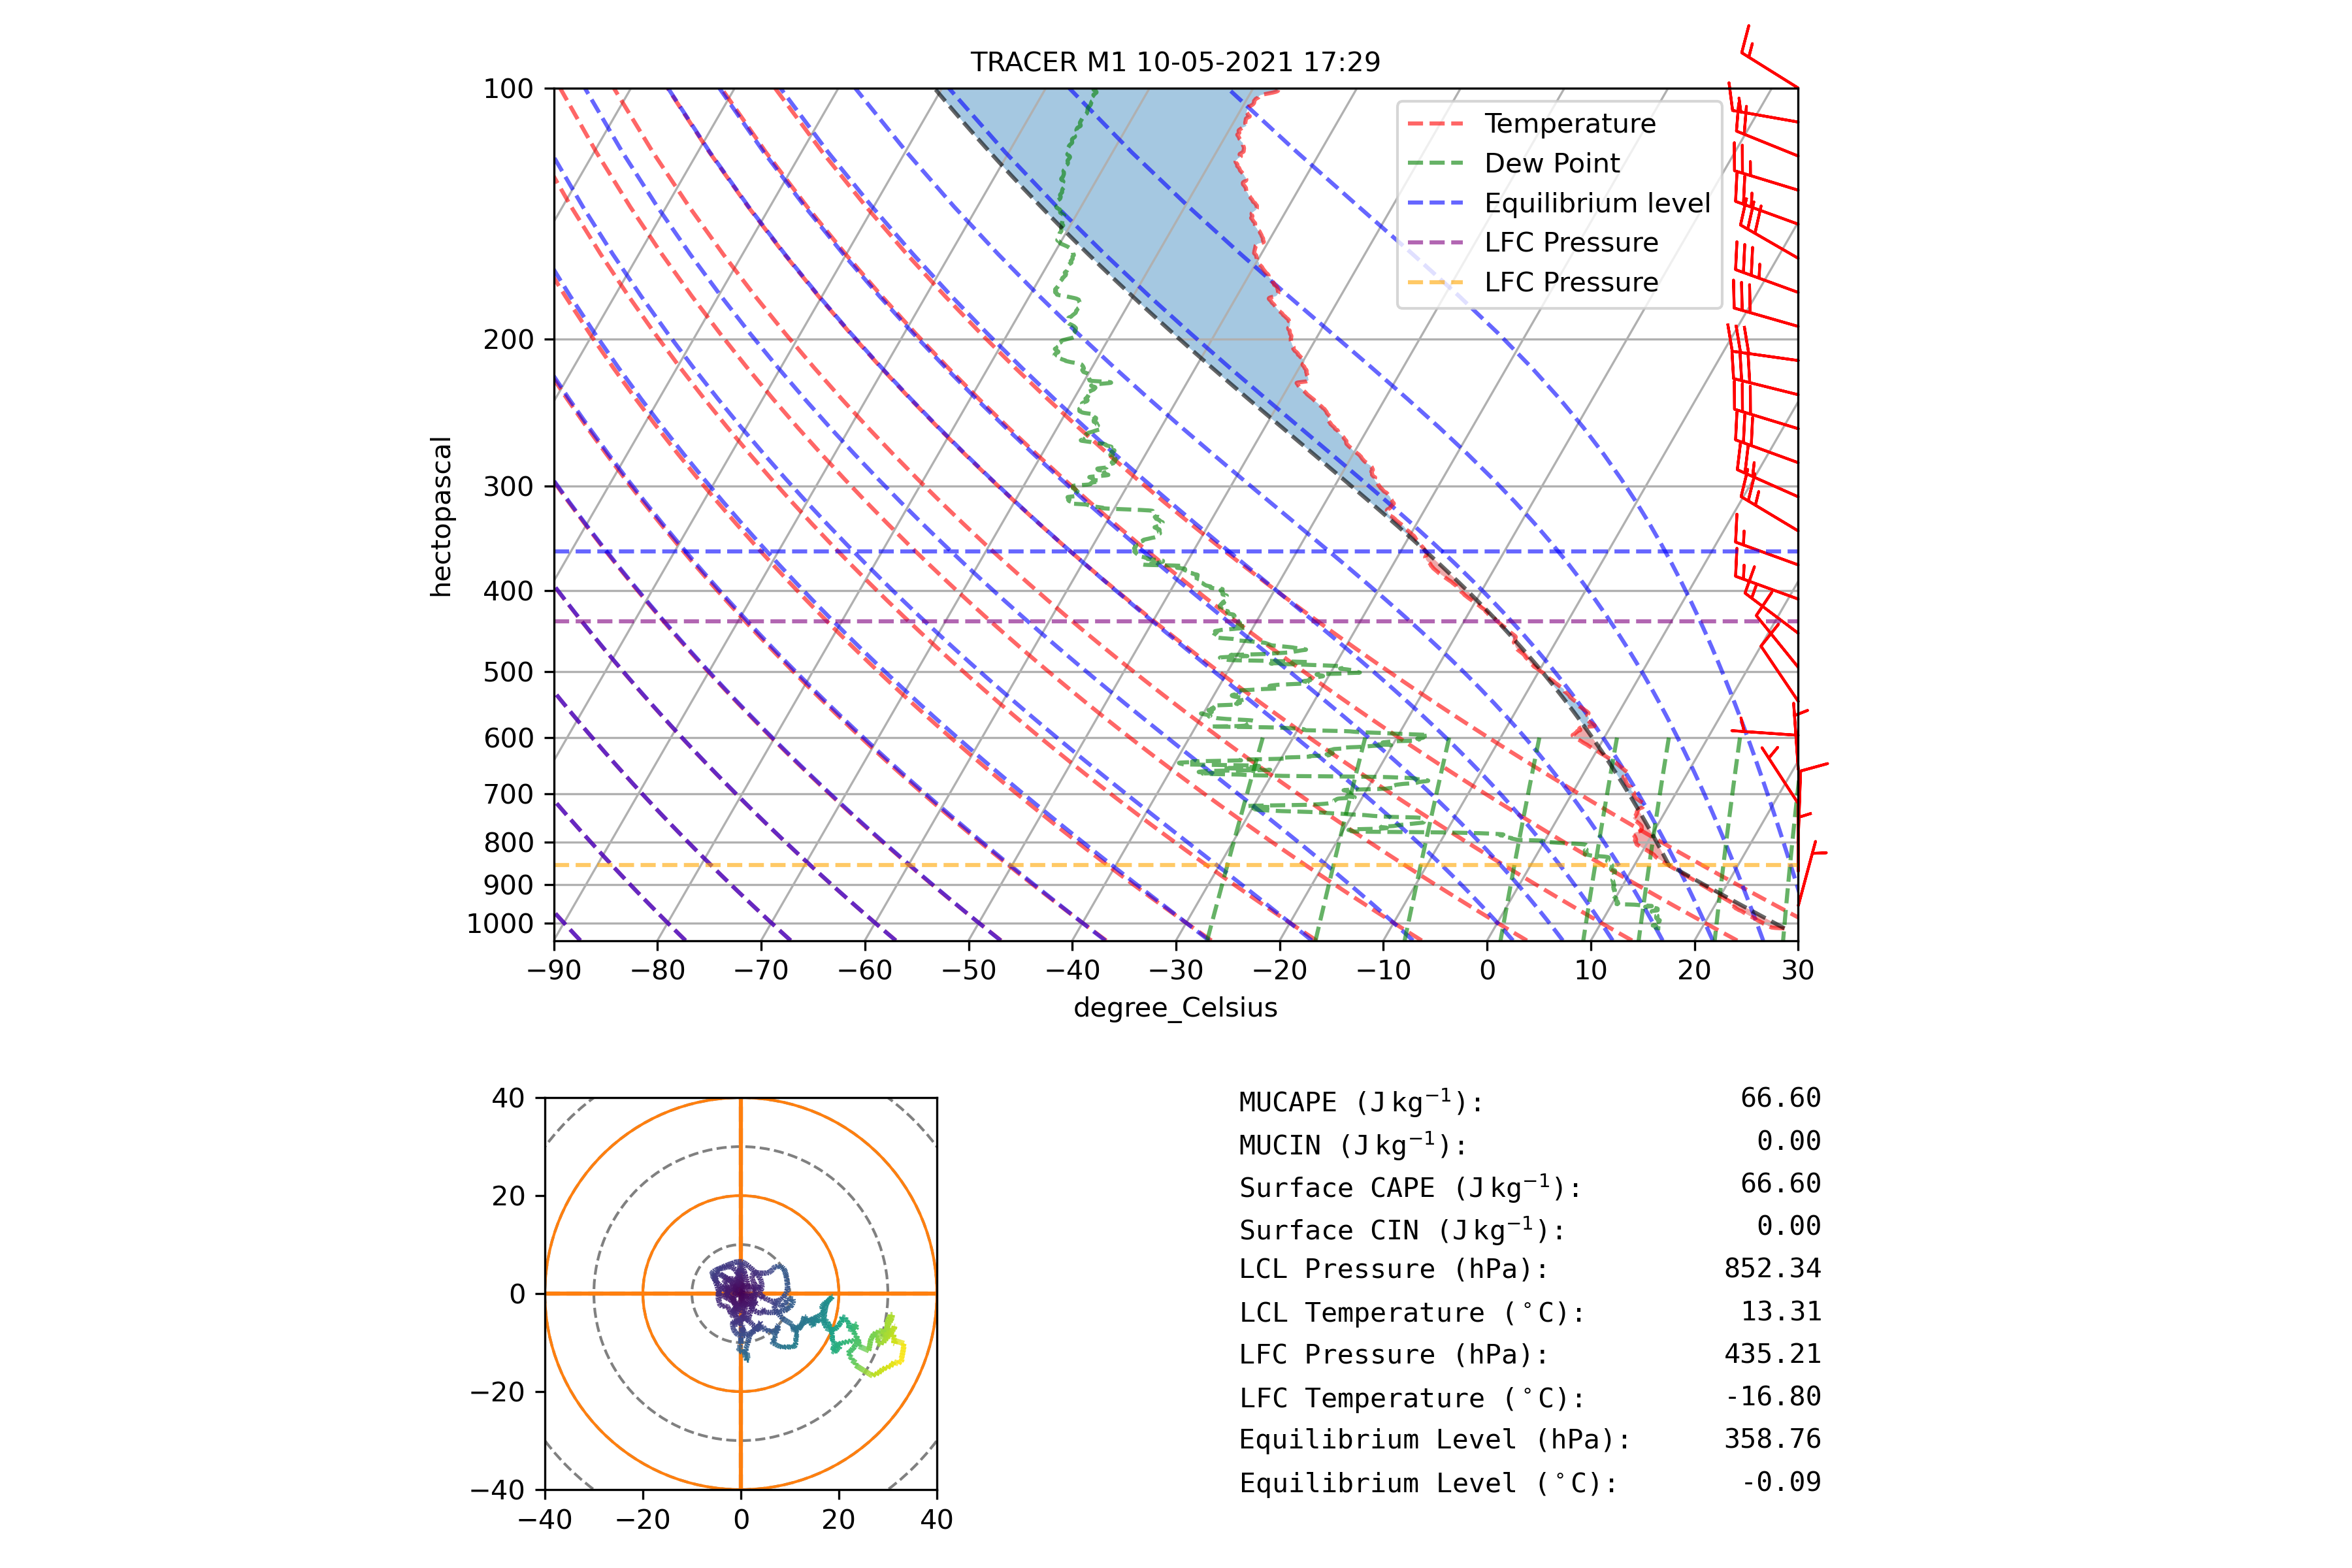 TRACER M1 10-05-2021 17:29
100
200
300
400
500
600
700
800
900
1000
hectopascal
Temperature
Dew Point
Equilibrium level
LFC Pressure
LFC Pressure
−90 −80 −70 −60 −50 −40 −30 −20 −10 0 10 20 30
degree_Celsius
40
20
0
−20
−40
−40 −20 0 20 40
MUCAPE (J kg⁻¹): 66.60
MUCIN (J kg⁻¹): 0.00
Surface CAPE (J kg⁻¹): 66.60
Surface CIN (J kg⁻¹): 0.00
LCL Pressure (hPa): 852.34
LCL Temperature (°C): 13.31
LFC Pressure (hPa): 435.21
LFC Temperature (°C): -16.80
Equilibrium Level (hPa): 358.76
Equilibrium Level (°C): -0.09